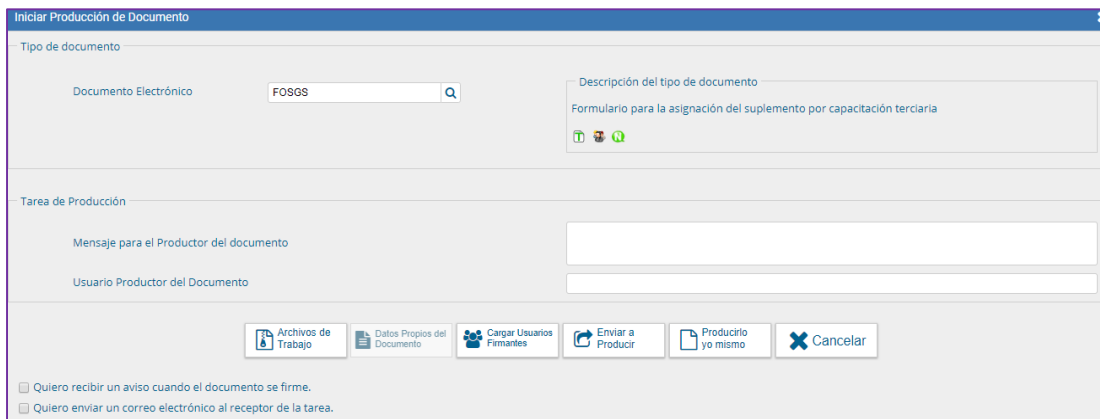 Iniciar Producción de Documento
Tipo de documento
Documento Electrónico
FOSGS
Descripción del tipo de documento
Formulario para la asignación del suplemento por capacitación terciaria
T
N
Tarea de Producción
Mensaje para el Productor del documento
Usuario Productor del Documento
Archivos de
Trabajo
Datos Propios del
Documento
Cargar Usuarios
Firmantes
Enviar a
Producir
Producirlo
yo mismo
Cancelar
Quiero recibir un aviso cuando el documento se firme.
Quiero enviar un correo electrónico al receptor de la tarea.